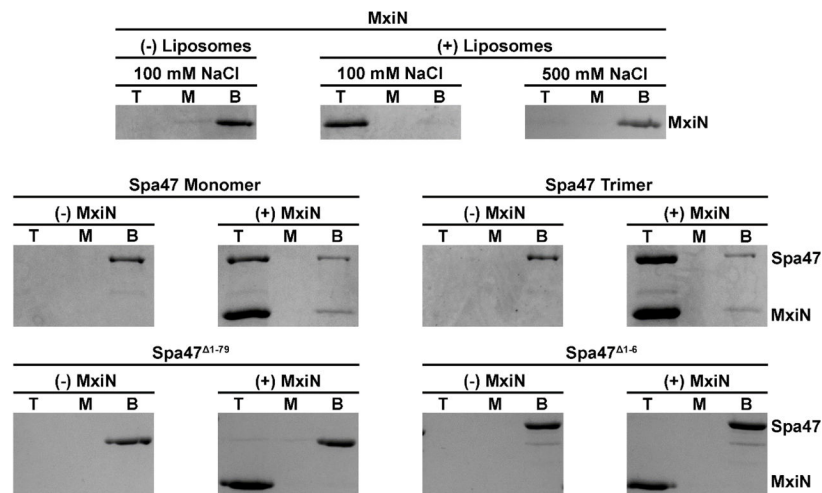 MxiN
(-) Liposomes (+) Liposomes
100 mM NaCl 100 mM NaCl 500 mM NaCl
T M B T M B T M B
MxiN
Spa47 Monomer Spa47 Trimer
(-) MxiN (+) MxiN (-) MxiN (+) MxiN
T M B T M B T M B T M B
Spa47
MxiN
Spa47Δ1-79 Spa47Δ1-6
(-) MxiN (+) MxiN (-) MxiN (+) MxiN
T M B T M B T M B T M B
Spa47
MxiN